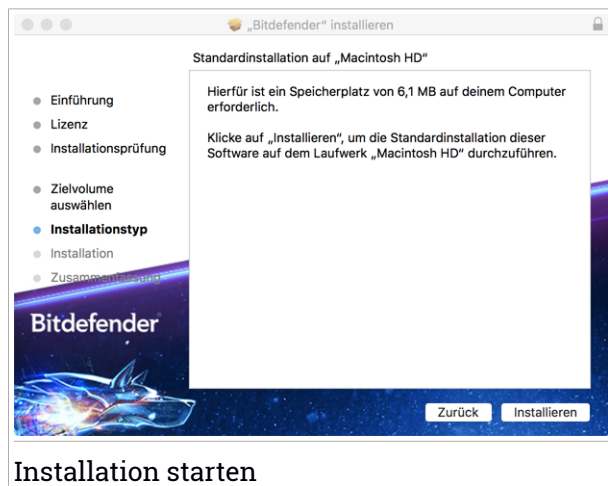 „Bitdefender“ installieren
Standardinstallation auf „Macintosh HD“
Einführung
Lizenz
Installationsprüfung
Zielvolume
auswählen
Installationstyp
Installation
Zusammenfassung
Bitdefender
Hierfür ist ein Speicherplatz von 6,1 MB auf deinem Computer
erforderlich.
Klicke auf „Installieren“, um die Standardinstallation dieser
Software auf dem Laufwerk „Macintosh HD“ durchzuführen.
Zurück
Installieren
Installation starten